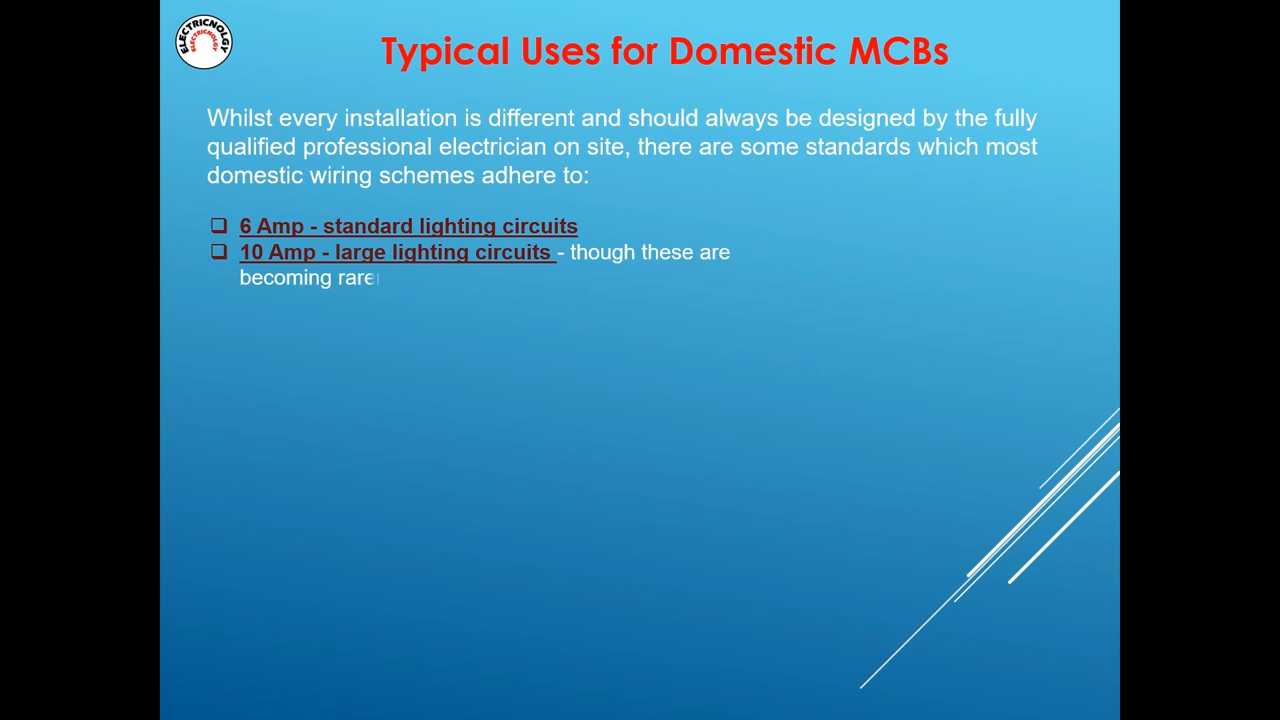 ELECTRICNOLGY
ELECTRICNOLGY
Typical Uses for Domestic MCBs
Whilst every installation is different and should always be designed by the fully
qualified professional electrician on site, there are some standards which most
domestic wiring schemes adhere to:
❑ 6 Amp - standard lighting circuits
❑ 10 Amp - large lighting circuits - though these are
becoming rarer